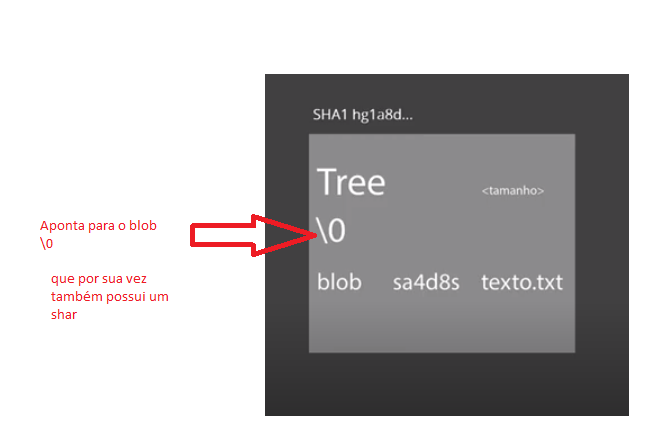 SHA1 hg1a8d...
Tree <tamanho>
\0
blob sa4d8s texto.txt
Aponta para o blob
\0
que por sua vez
também possui um
shar